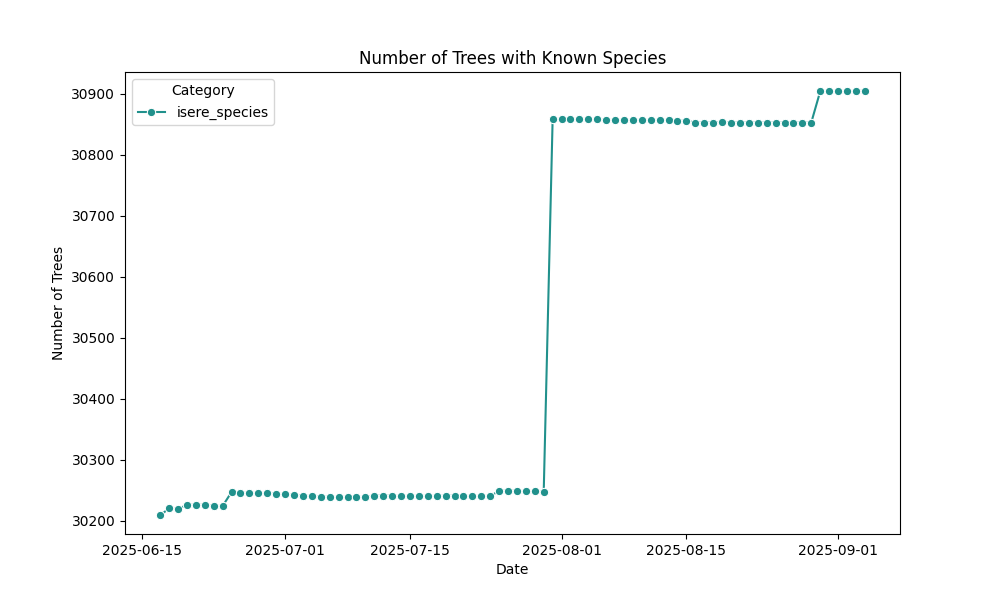 Number of Trees with Known Species
Category
isere_species
30900
30800
30700
30600
30500
30400
30300
30200
Number of Trees
2025-06-15
2025-07-01
2025-07-15
2025-08-01
2025-08-15
2025-09-01
Date